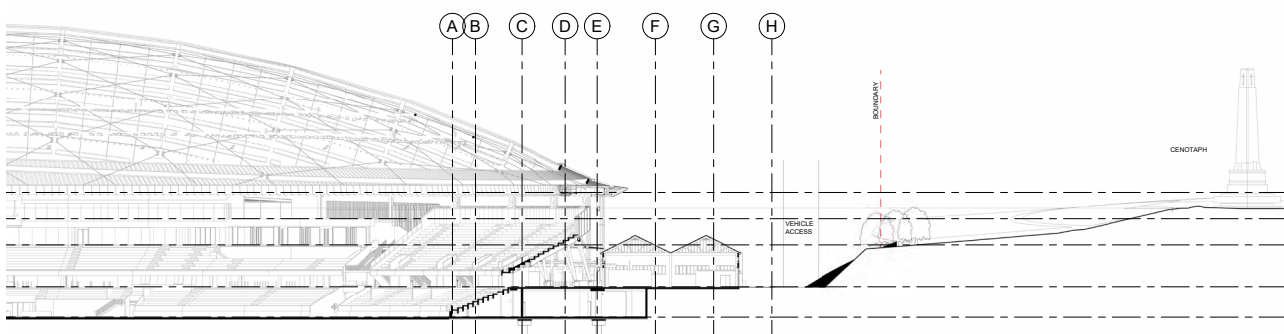 A B C D E F G H
BOUNDARY
CENOTAPH
VEHICLE
ACCESS